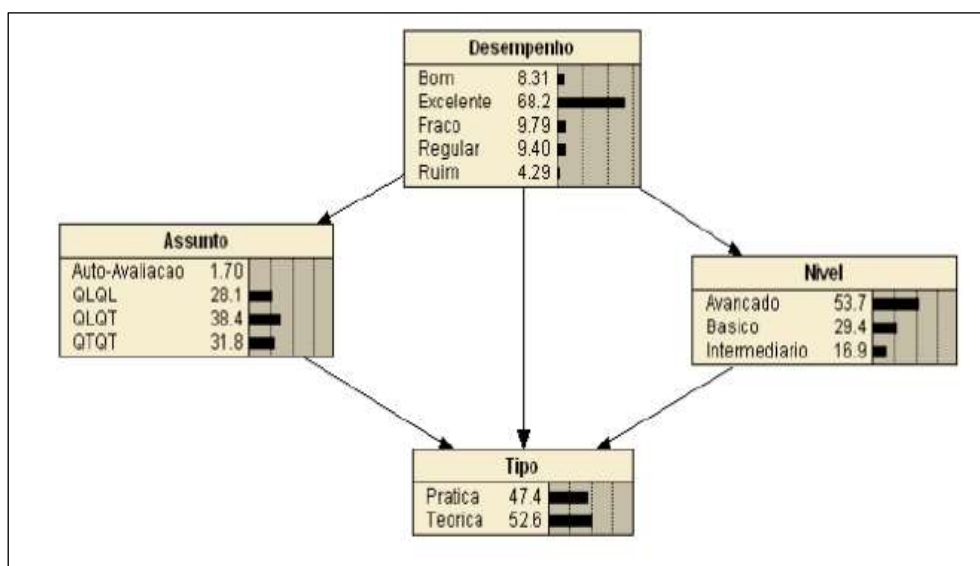 Desempenho
Bom 8.31
Excelente 68.2
Fraco 9.79
Regular 9.40
Ruim 4.29
Assunto
Auto-Avaliacao 1.70
QLQL 28.1
QLQT 38.4
QTQT 31.8
Nivel
Avancado 53.7
Basico 29.4
Intermediario 16.9
Tipo
Pratica 47.4
Teorica 52.6